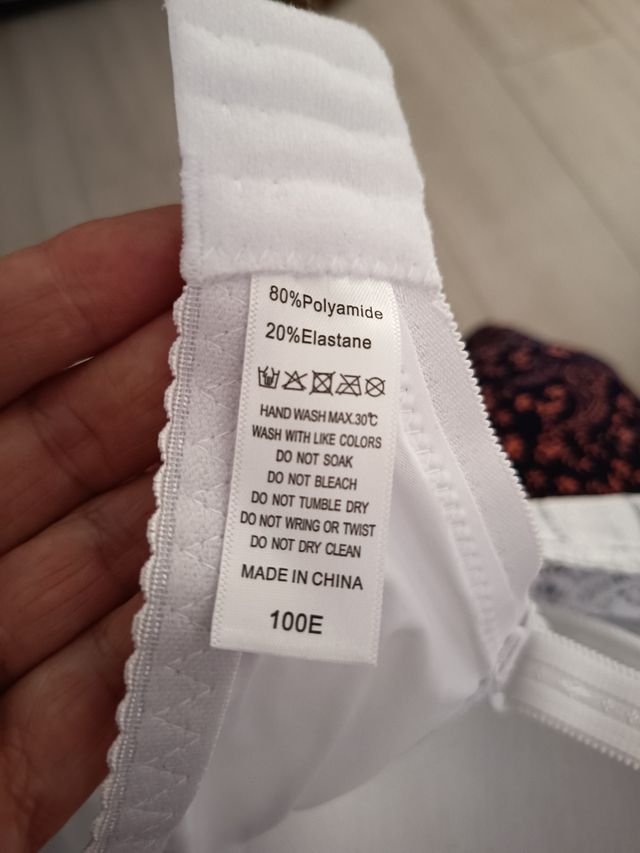 80%Polyamide
20%Elastane
HAND WASH MAX.30℃
WASH WITH LIKE COLORS
DO NOT SOAK
DO NOT BLEACH
DO NOT TUMBLE DRY
DO NOT WRING OR TWIST
DO NOT DRY CLEAN
MADE IN CHINA
100E